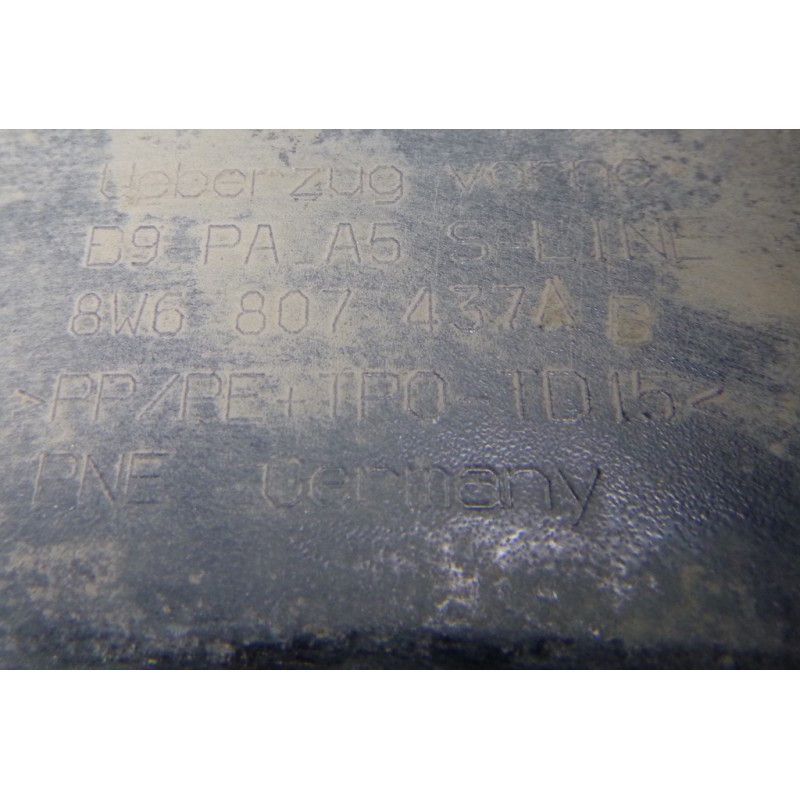 Ueberzug vorne
B9 PA A5 S-LINE
8W6 807 437A B
>PP/PE+TPO-TD15<
PNE Germany